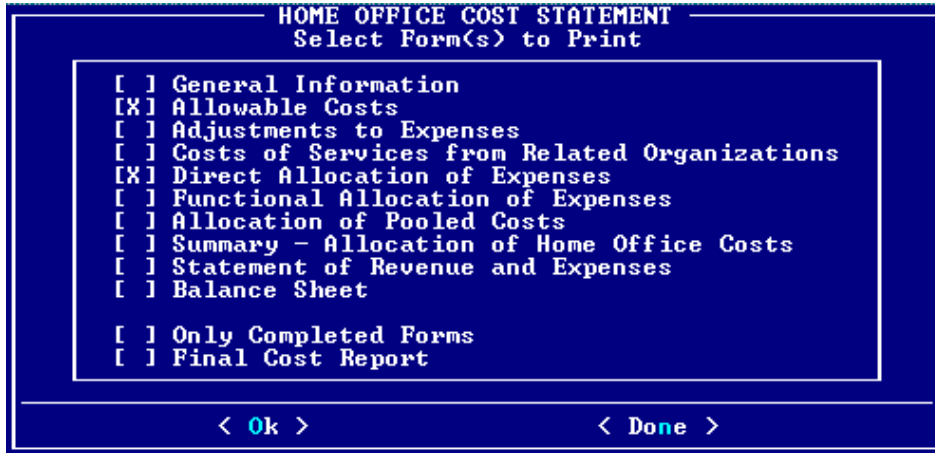 HOME OFFICE COST STATEMENT
Select Form(s) to Print
[ ] General Information
[X] Allowable Costs
[ ] Adjustments to Expenses
[ ] Costs of Services from Related Organizations
[X] Direct Allocation of Expenses
[ ] Functional Allocation of Expenses
[ ] Allocation of Pooled Costs
[ ] Summary - Allocation of Home Office Costs
[ ] Statement of Revenue and Expenses
[ ] Balance Sheet
[ ] Only Completed Forms
[ ] Final Cost Report
< Ok > < Done >